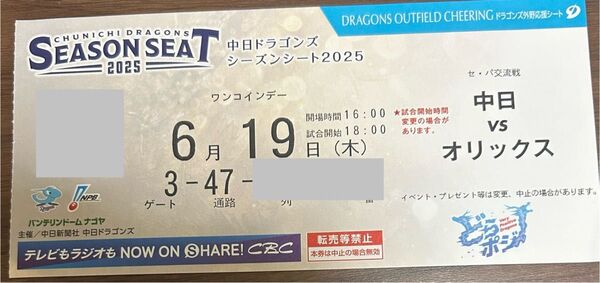 CHUNICHI DRAGONS
SEASON SEAT
2025
中日ドラゴンズ
シーズンシート2025
DRAGONS OUTFIELD CHEERING ドラゴンズ外野応援シート
ワンコインデー
開場時間 16:00
試合開始 18:00
★試合開始時間
変更の場合が
あります。
6月 19日(木)
セ・パ交流戦
中日
vs
オリックス
3-47-
ゲート 通路 列
イベント・プレゼント等は変更、中止の場合があります。
Dragons
NPB
バンテリンドーム ナゴヤ
主催/中日新聞社 中日ドラゴンズ
テレビもラジオも NOW ON SHARE! CBC
転売等禁止
本券は中止の場合無効
どらポジ
Very Positive Dragons